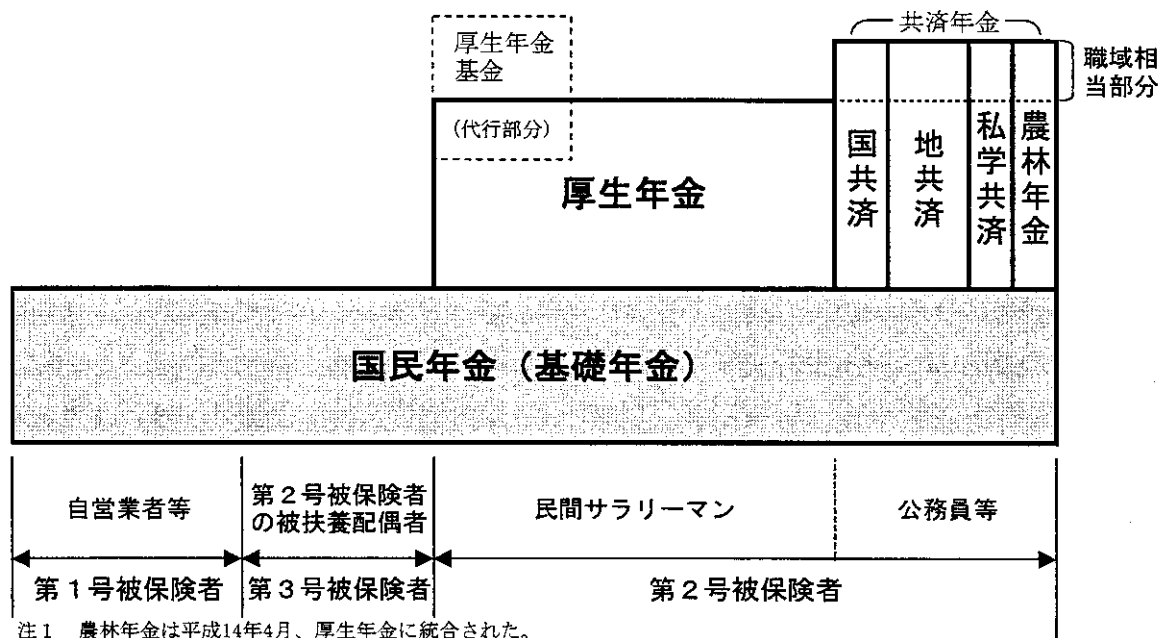 共済年金
厚生年金
基金
職域相
当部分
(代行部分)
厚生年金
国共済
地共済
私学共済
農林年金
国民年金(基礎年金)
自営業者等
第2号被保険者
の被扶養配偶者
民間サラリーマン
公務員等
第1号被保険者
第3号被保険者
第2号被保険者
注1 農林年金は平成14年4月、厚生年金に統合された。